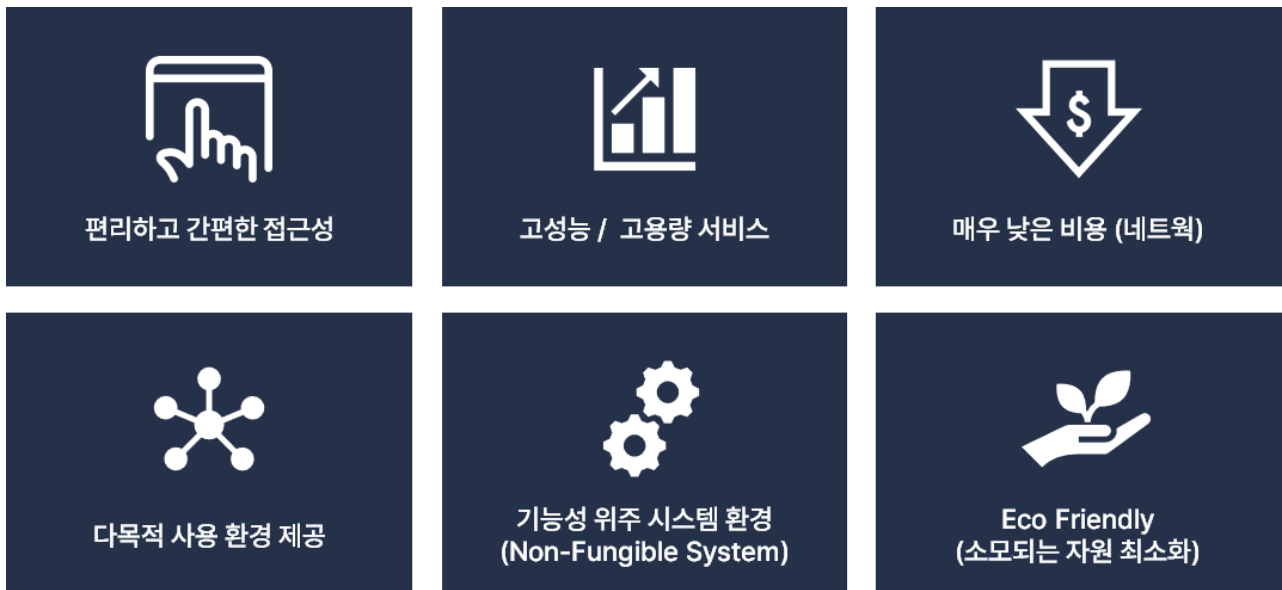 편리하고 간편한 접근성
고성능 / 고용량 서비스
매우 낮은 비용 (네트웍)
$
다목적 사용 환경 제공
기능성 위주 시스템 환경
(Non-Fungible System)
Eco Friendly
(소모되는 자원 최소화)